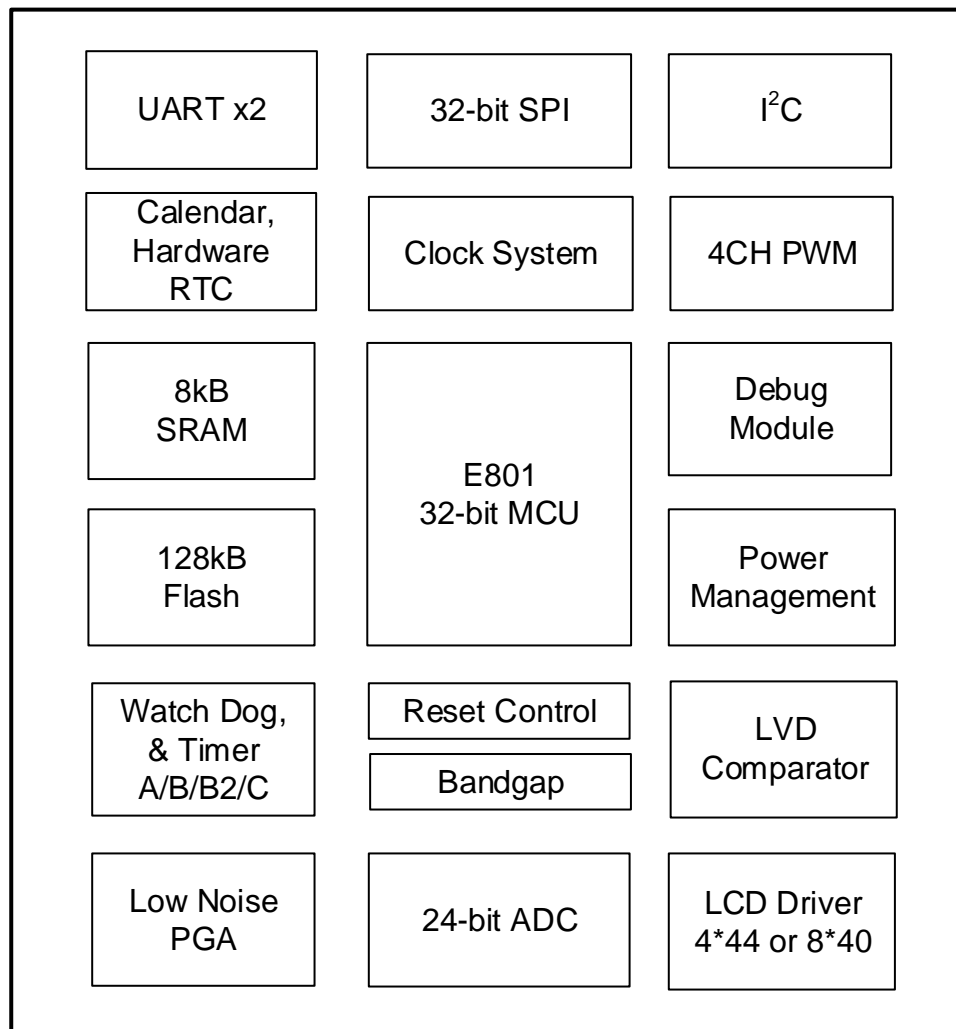 UART x2
32-bit SPI
I²C
Calendar,
Hardware
RTC
Clock System
4CH PWM
8kB
SRAM
E801
32-bit MCU
Debug
Module
128kB
Flash
Power
Management
Watch Dog,
& Timer
A/B/B2/C
Reset Control
Bandgap
LVD
Comparator
Low Noise
PGA
24-bit ADC
LCD Driver
4*44 or 8*40